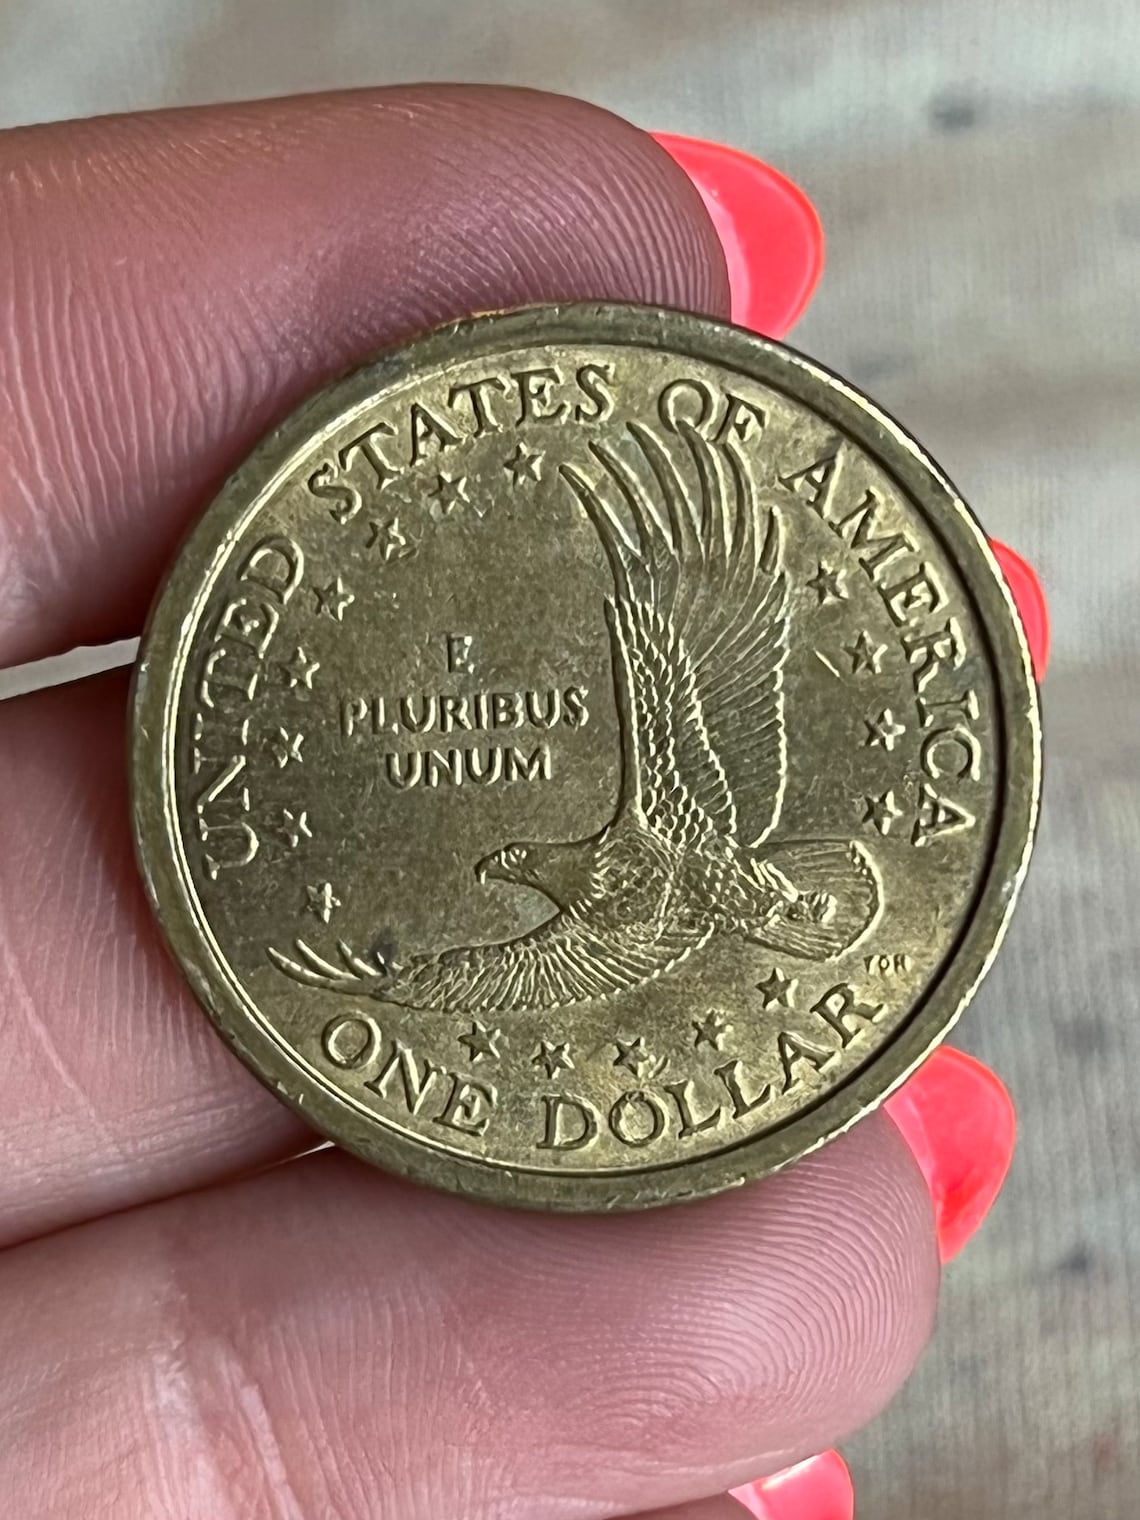 UNITED STATES OF AMERICA
E
PLURIBUS
UNUM
TDR
ONE DOLLAR